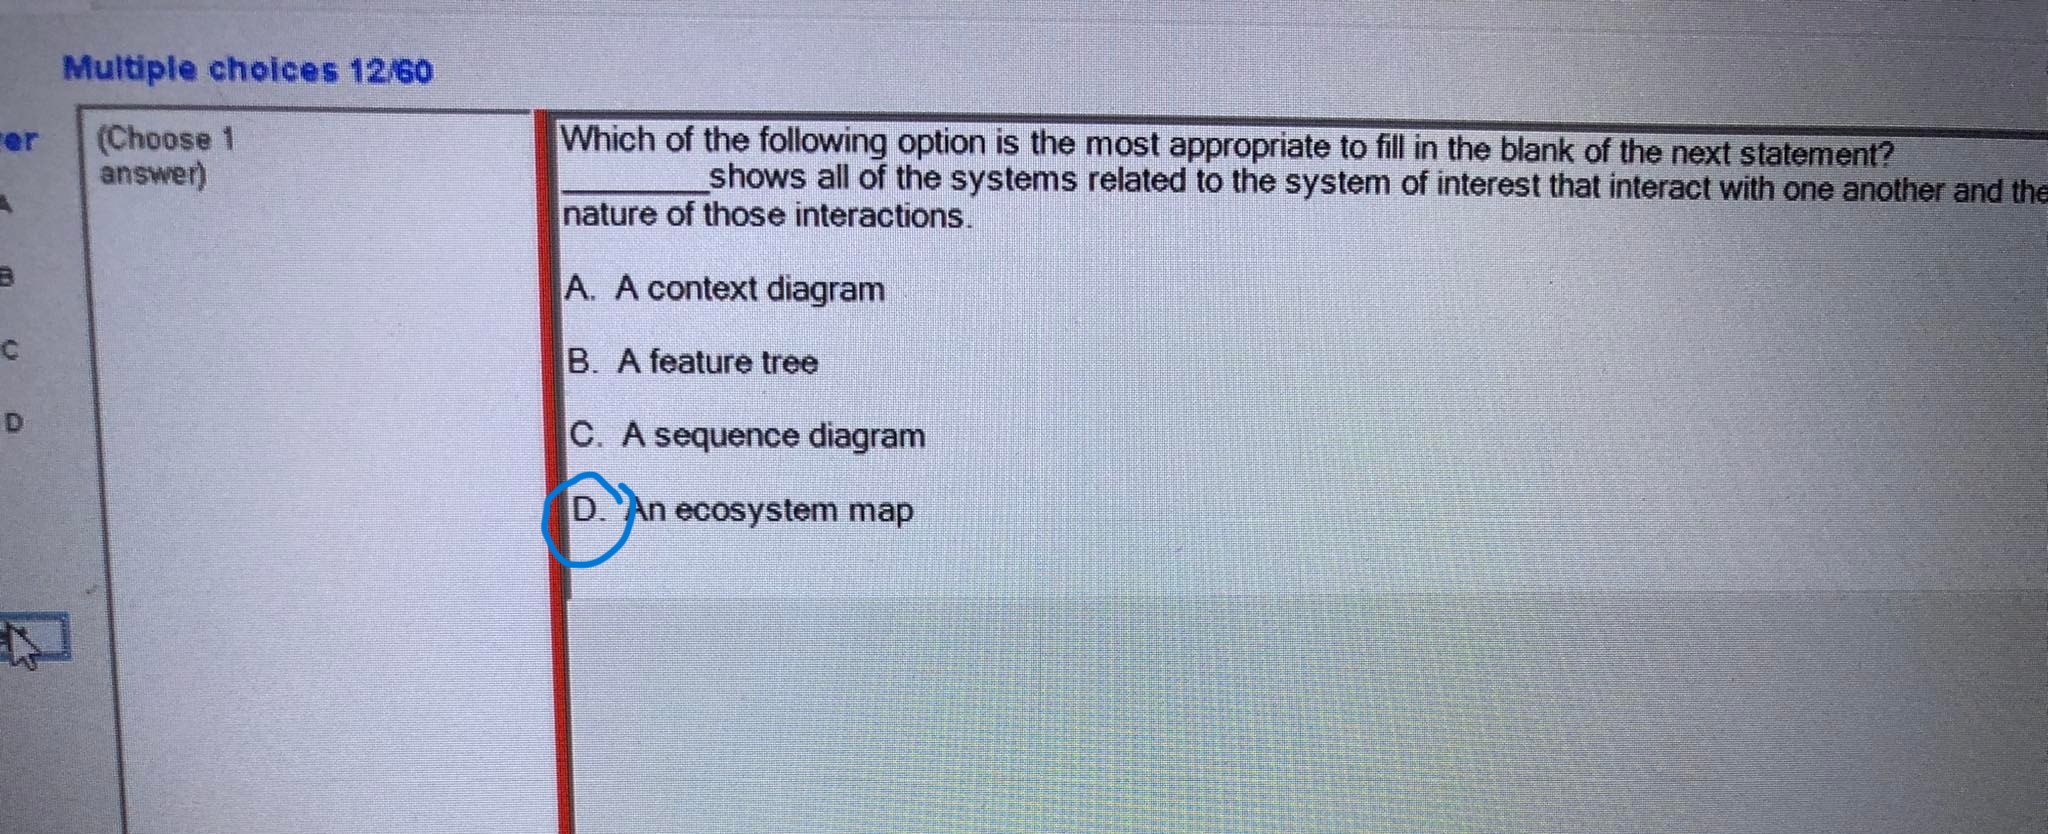 Multiple choices 12/60
(Choose 1
answer)
Which of the following option is the most appropriate to fill in the blank of the next statement?
________shows all of the systems related to the system of interest that interact with one another and the
nature of those interactions.
A. A context diagram
B. A feature tree
C. A sequence diagram
D. An ecosystem map
er
A
B
C
D